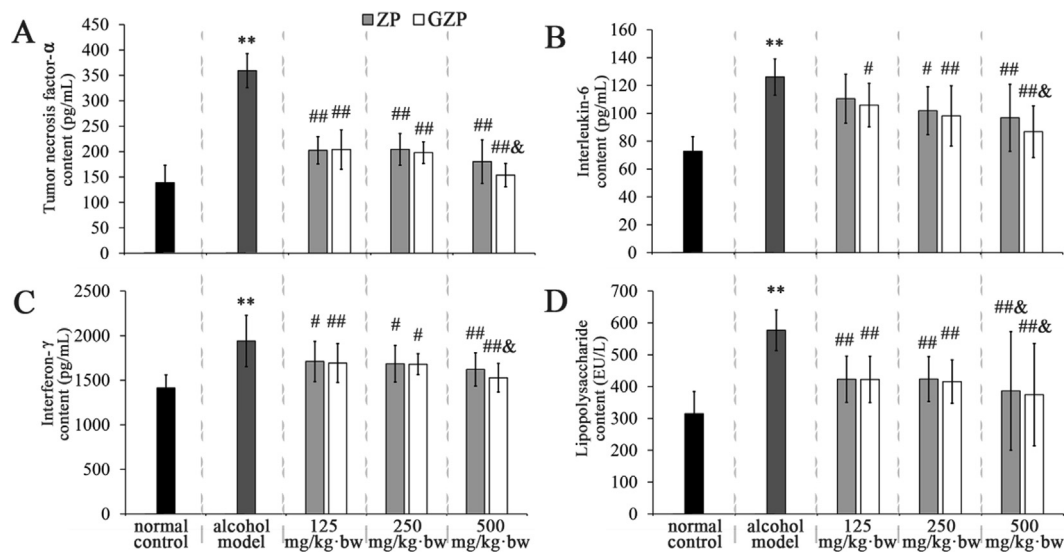 A
ZP GZP
Tumor necrosis factor-α
content (pg/mL)
450
400
350
300
250
200
150
100
50
0
**
## ##
## ##
## ##&
B
Interleukin-6
content (pg/mL)
160
140
120
100
80
60
40
20
0
**
#
# ##
## ##&
C
Interferon-γ
content (pg/mL)
2500
2000
1500
1000
500
0
**
# ##
# #
## ##&
normal
control
alcohol
model
125
mg/kg·bw
250
mg/kg·bw
500
mg/kg·bw
D
Lipopolysaccharide
content (EU/L)
700
600
500
400
300
200
100
0
**
## ##
## ##
##&
##&
normal
control
alcohol
model
125
mg/kg·bw
250
mg/kg·bw
500
mg/kg·bw